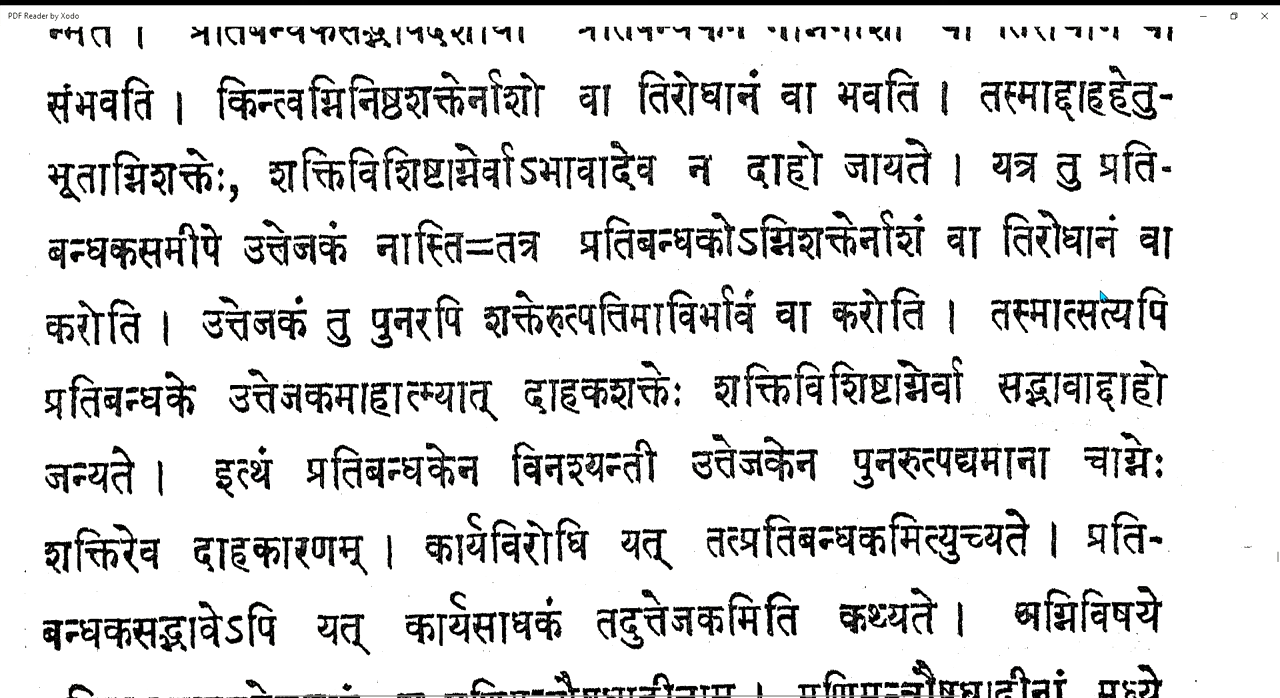 PDF Reader by Xodo
संभवति । किन्त्वग्निनिष्ठशक्तेर्नाशो वा तिरोधानं वा भवति । तस्माद्दाहहेतु-
भूताग्निशक्तेः, शक्तिविशिष्टाग्नेर्वाऽभावादेव न दाहो जायते । यत्र तु प्रति-
बन्धकसमीपे उत्तेजकं नास्ति=तत्र प्रतिबन्धकोऽग्निशक्तेर्नाशं वा तिरोधानं वा
करोति । उत्तेजकं तु पुनरपि शक्तेरुत्पतिमाविर्भावं वा करोति । तस्मात्सत्यपि
प्रतिबन्धके उत्तेजकमाहात्म्यात् दाहकशक्तेः शक्तिविशिष्टाग्नेर्वा सद्भावाद्दाहो
जन्यते । इत्थं प्रतिबन्धकेन विनश्यन्ती उत्तेजकेन पुनरुत्पद्यमाना चाग्नेः
शक्तिरेव दाहकारणम् । कार्यविरोधि यत् तत्प्रतिबन्धकमित्युच्यते । प्रति-
बन्धकसद्भावेऽपि यत् कार्यसाधकं तदुत्तेजकमिति कथ्यते । अग्निविषये